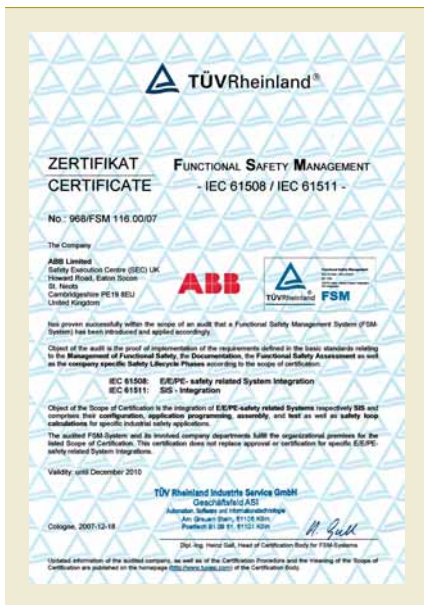 TÜVRheinland®
ZERTIFIKAT
CERTIFICATE
FUNCTIONAL SAFETY MANAGEMENT
- IEC 61508 / IEC 61511 -
No.: 968/FSM 116.00/07
The Company
ABB Limited
Safety Execution Centre (SEC) UK
Howard Road, Eaton Socon
St. Neots
Cambridgeshire PE19 8EU
United Kingdom
ABB
TÜVRheinland
FSM
has proven successfully within the scope of an audit that a Functional Safety Management System (FSM-
System) has been introduced and applied accordingly.
Object of the audit is the proof of implementation of the requirements defined in the basic standards relating
to the Management of Functional Safety, the Documentation, the Functional Safety Assessment as well
as the company specific Safety Lifecycle Phases according to the scope of certification.
IEC 61508: E/E/PE- safety related System Integration
IEC 61511: SIS - Integration
Object of the Scope of Certification is the integration of E/E/PE-safety related Systems respectively SIS and
comprises their configuration, application programming, assembly, and test as well as safety loop
calculations for specific industrial safety applications.
The audited FSM-System and its involved company departments fulfill the organizational premises for the
listed Scope of Certification. This certification does not replace approval or certification for specific E/E/PE-
safety related System Integrations.
Validity: until December 2010
TÜV Rheinland Industrie Service GmbH
Geschäftsfeld ASI
Automation, Software und Informationstechnologie
Am Grauen Stein, 51105 Köln
Postfach 91 09 51, 51101 Köln
Cologne, 2007-12-18
Dipl.-Ing. Heinz Gall, Head of Certification Body for FSM-Systems
Updated information of the audited company, as well as of the Certification Procedure and the meaning of the Scope of
Certification are published on the homepage (http://www.tuvasi.com) of the Certification Body.